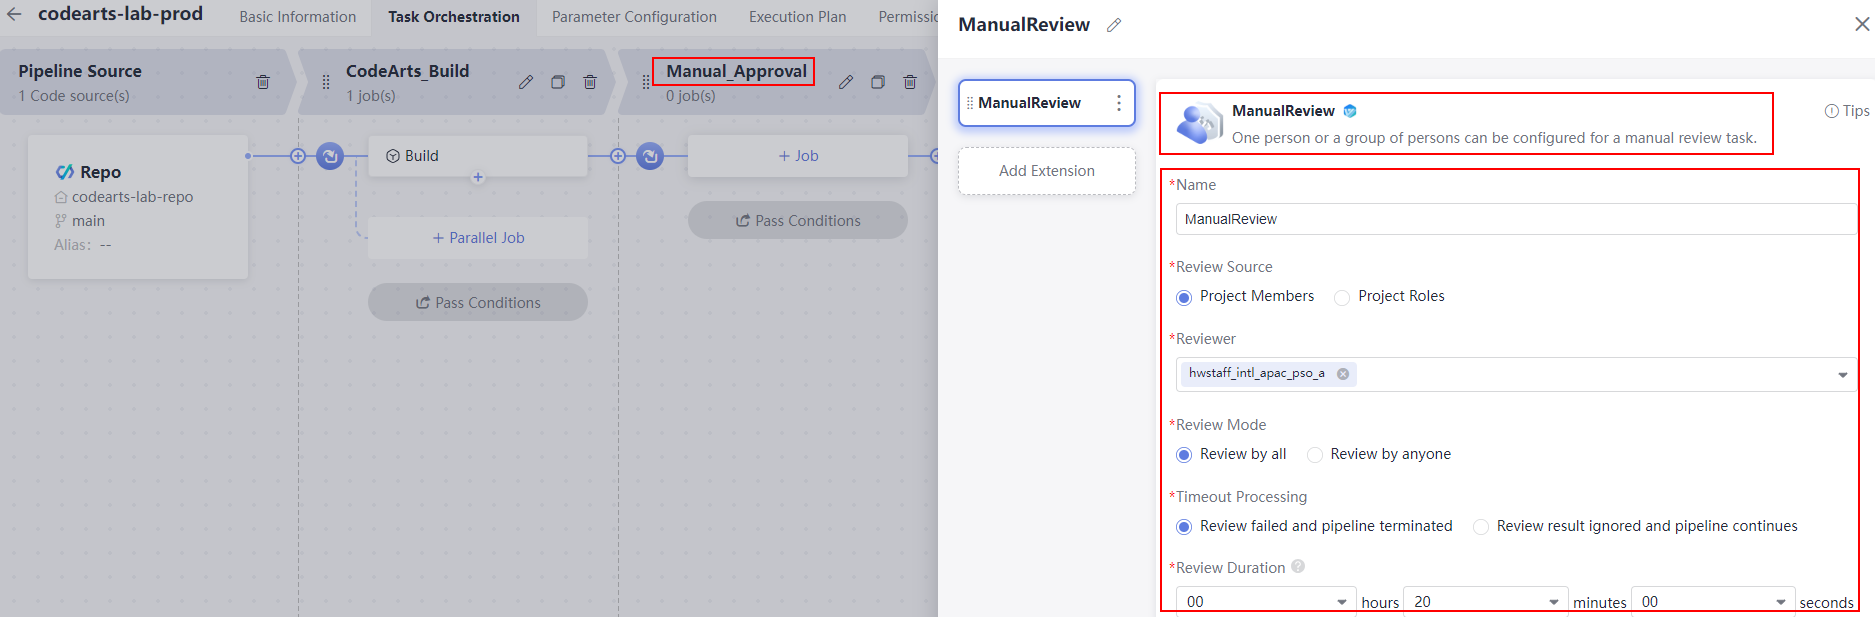 codearts-lab-prod
Basic Information
Task Orchestration
Parameter Configuration
Execution Plan
Permissio
Pipeline Source
1 Code source(s)
CodeArts_Build
1 job(s)
Manual_Approval
0 job(s)
Repo
codearts-lab-repo
main
Alias: --
Build
+ Parallel Job
Pass Conditions
+ Job
Pass Conditions
ManualReview
ManualReview
Add Extension
ManualReview
One person or a group of persons can be configured for a manual review task.
Tips
*Name
ManualReview
*Review Source
Project Members
Project Roles
*Reviewer
hwstaff_intl_apac_pso_a
*Review Mode
Review by all
Review by anyone
*Timeout Processing
Review failed and pipeline terminated
Review result ignored and pipeline continues
*Review Duration ?
00 hours 20 minutes 00 seconds